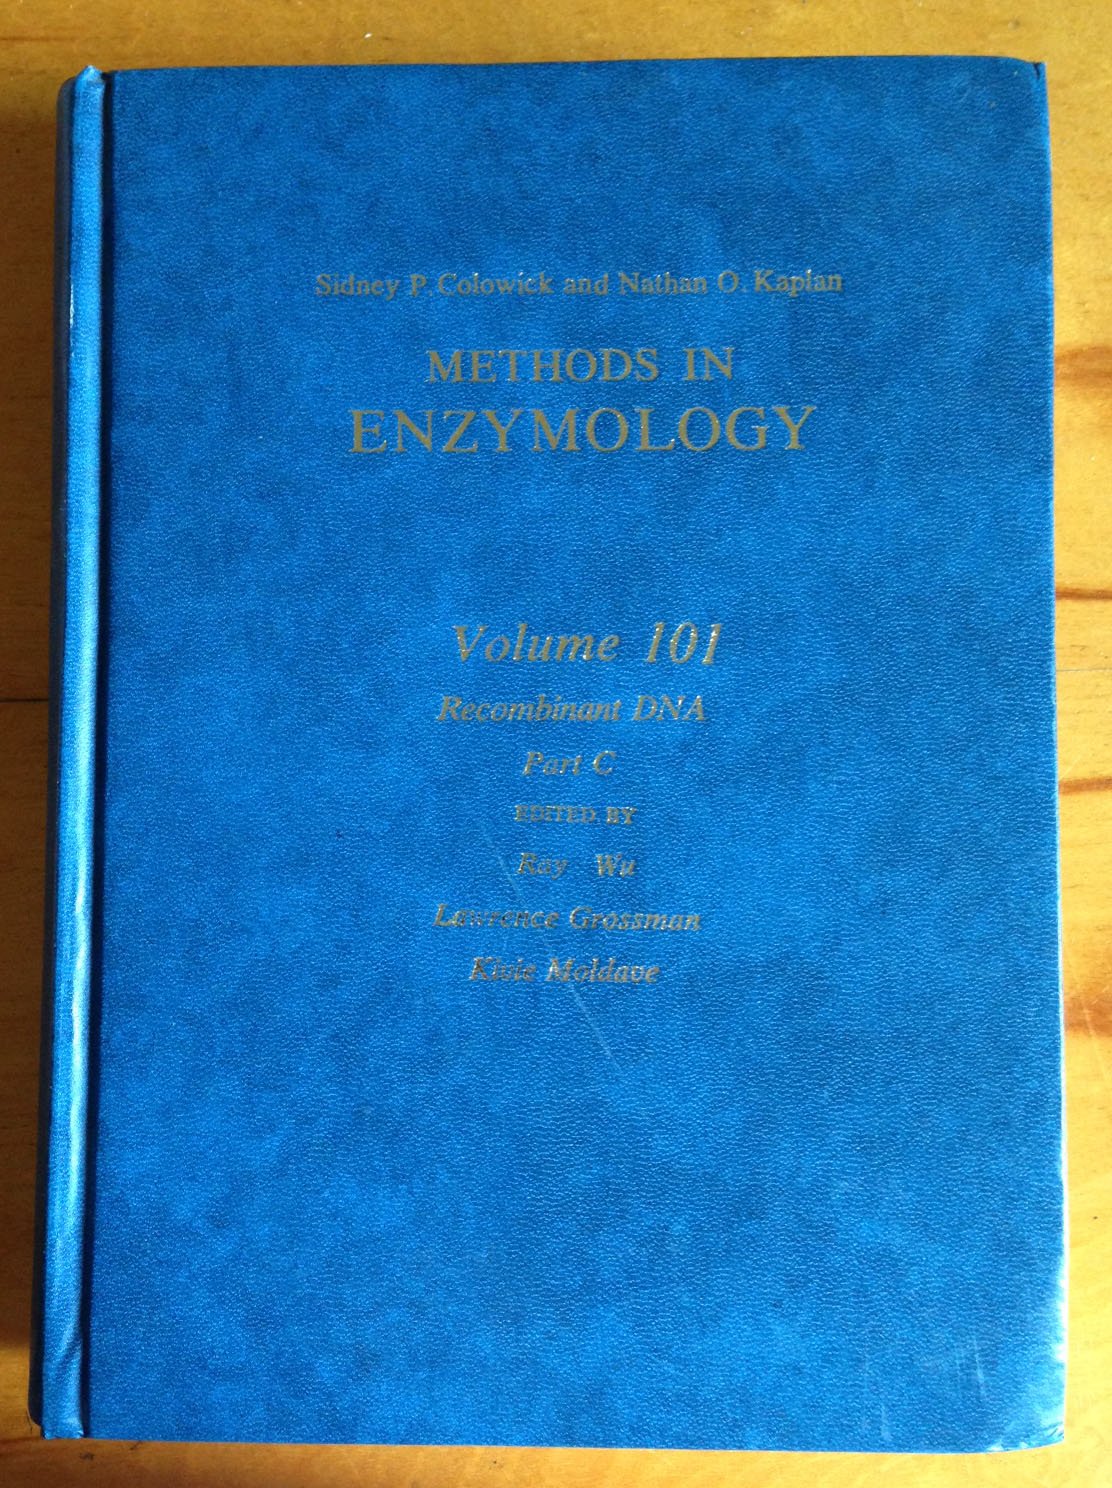 Sidney P. Colowick and Nathan O. Kaplan
METHODS IN
ENZYMOLOGY
Volume 101
Recombinant DNA
Part C
EDITED BY
Ray Wu
Lawrence Grossman
Kivie Moldave